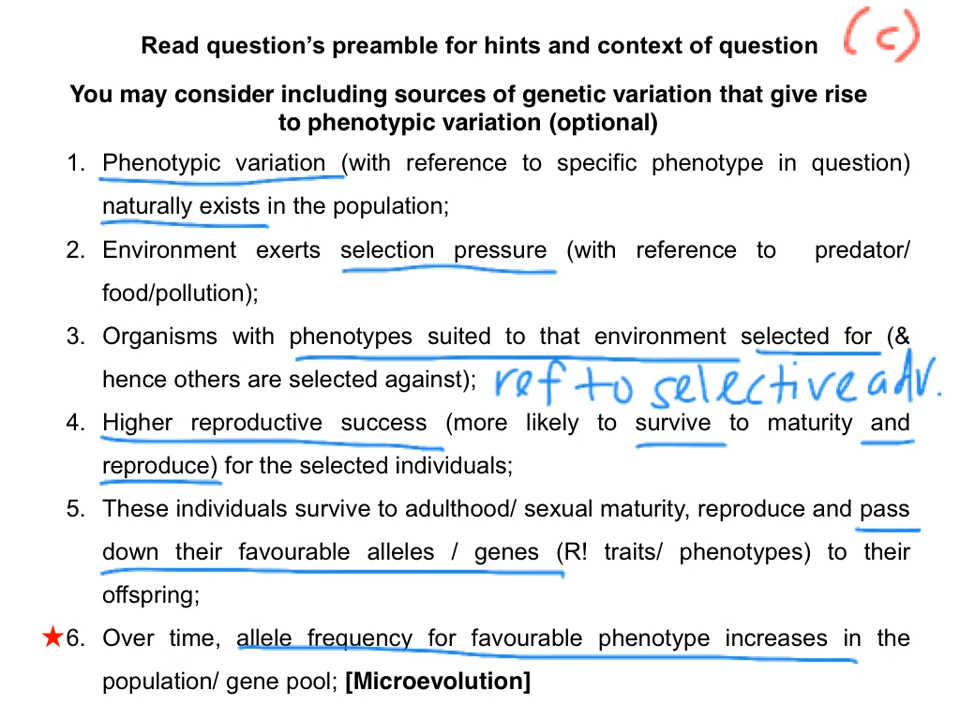 Read question's preamble for hints and context of question (c)
You may consider including sources of genetic variation that give rise
to phenotypic variation (optional)
1. Phenotypic variation (with reference to specific phenotype in question)
naturally exists in the population;
2. Environment exerts selection pressure (with reference to predator/
food/pollution);
3. Organisms with phenotypes suited to that environment selected for (&
hence others are selected against); ref to selective adv.
4. Higher reproductive success (more likely to survive to maturity and
reproduce) for the selected individuals;
5. These individuals survive to adulthood/ sexual maturity, reproduce and pass
down their favourable alleles / genes (R! traits/ phenotypes) to their
offspring;
★6. Over time, allele frequency for favourable phenotype increases in the
population/ gene pool; [Microevolution]